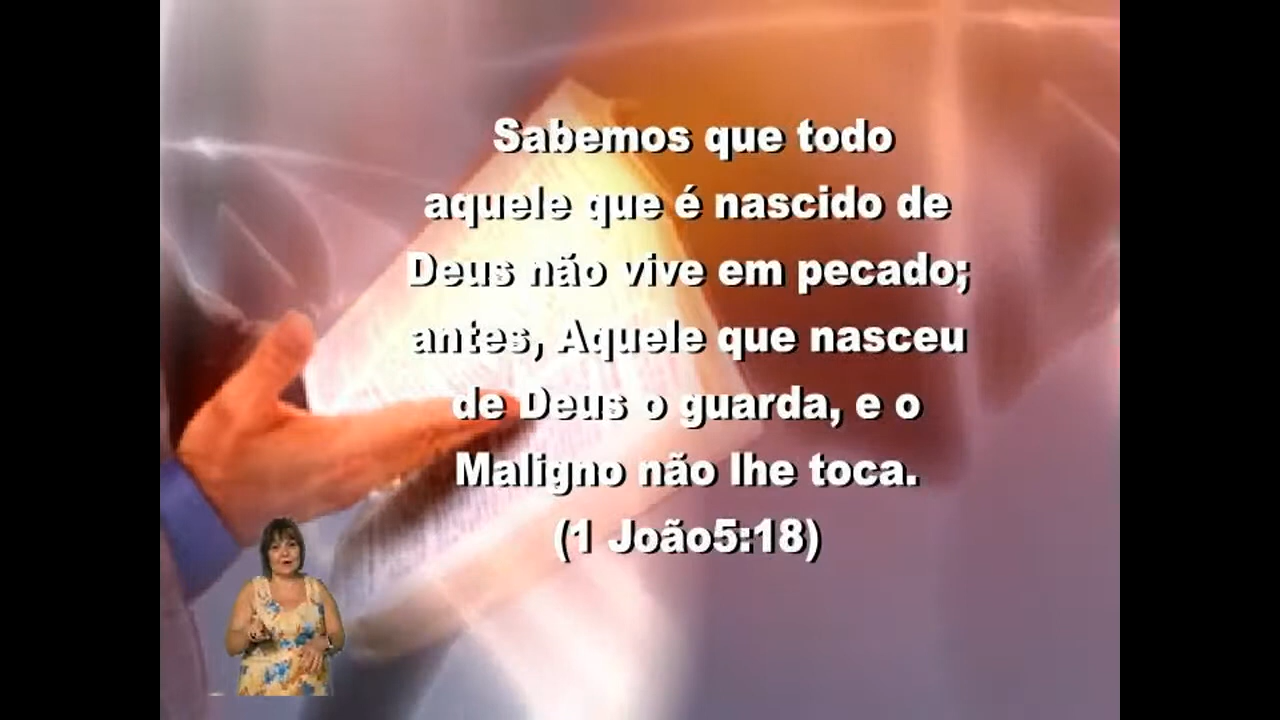 Sabemos que todo
aquele que é nascido de
Deus não vive em pecado;
antes, Aquele que nasceu
de Deus o guarda, e o
Maligno não lhe toca.
(1 João5:18)